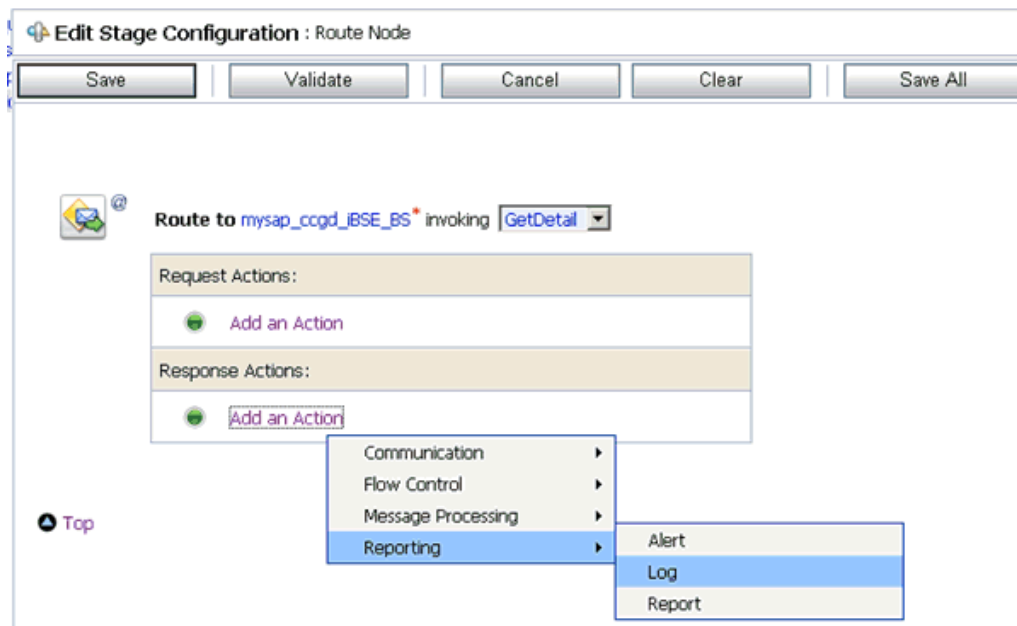 Edit Stage Configuration : Route Node
Save Validate Cancel Clear Save All
@
Route to mysap_ccgd_iBSE_BS* invoking GetDetail
Request Actions:
Add an Action
Response Actions:
Add an Action
Communication
Flow Control
Message Processing
Reporting
Alert
Log
Report
Top